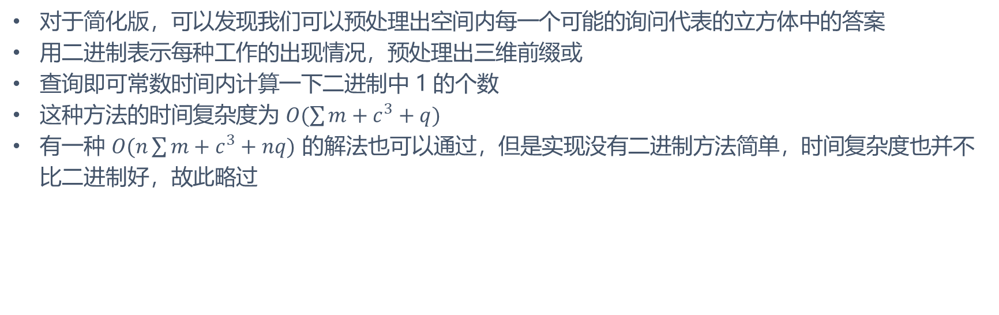 • 对于简化版，可以发现我们可以预处理出空间内每一个可能的询问代表的立方体中的答案
• 用二进制表示每种工作的出现情况，预处理出三维前缀或
• 查询即可常数时间内计算一下二进制中 1 的个数
• 这种方法的时间复杂度为 O(∑m + c³ + q)
• 有一种 O(n∑m + c³ + nq) 的解法也可以通过，但是实现没有二进制方法简单，时间复杂度也并不
比二进制好，故此略过